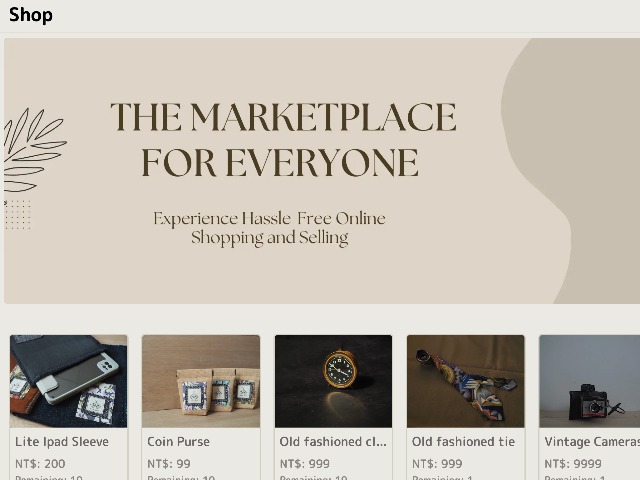 Shop
THE MARKETPLACE
FOR EVERYONE
Experience Hassle Free Online
Shopping and Selling
Lite Ipad Sleeve
Coin Purse
Old fashioned cl...
Old fashioned tie
Vintage Cameras
NT$: 200
NT$: 99
NT$: 999
NT$: 999
NT$: 9999
Remaining: 10
Remaining: 10
Remaining: 10
Remaining: 1
Remaining: 1